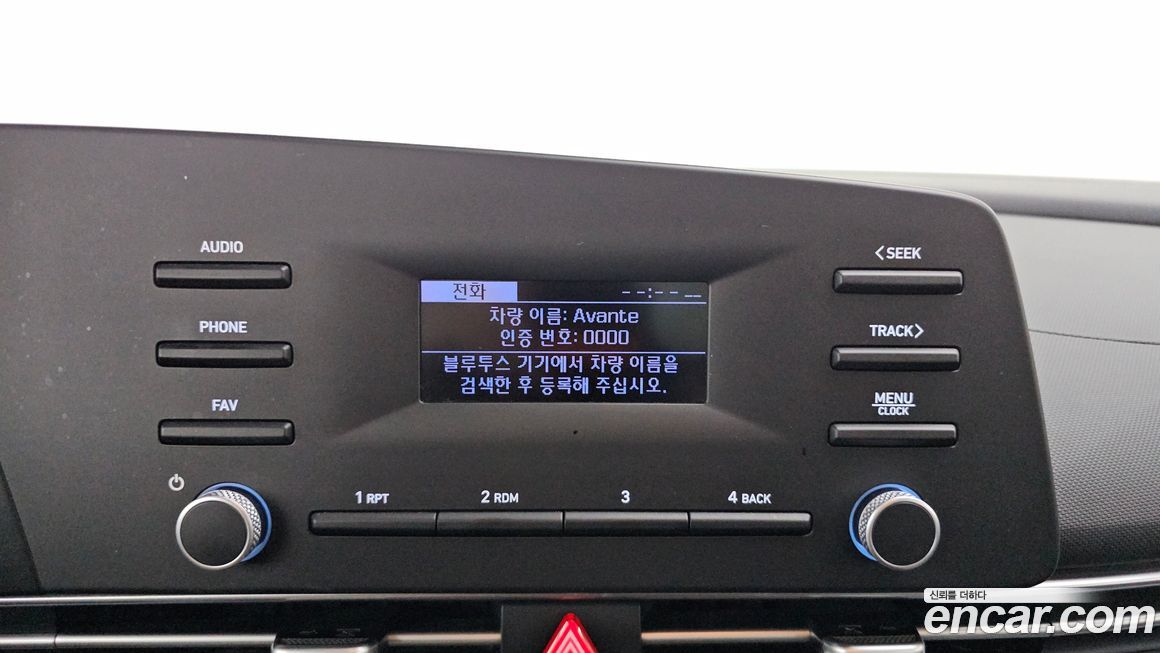 AUDIO
PHONE
FAV
전화
--:-- --
차량 이름: Avante
인증 번호: 0000
블루투스 기기에서 차량 이름을
검색한 후 등록해 주십시오.
<SEEK
TRACK>
MENU
CLOCK
1 RPT
2 RDM
3
4 BACK
신뢰를 더하다
encar.com